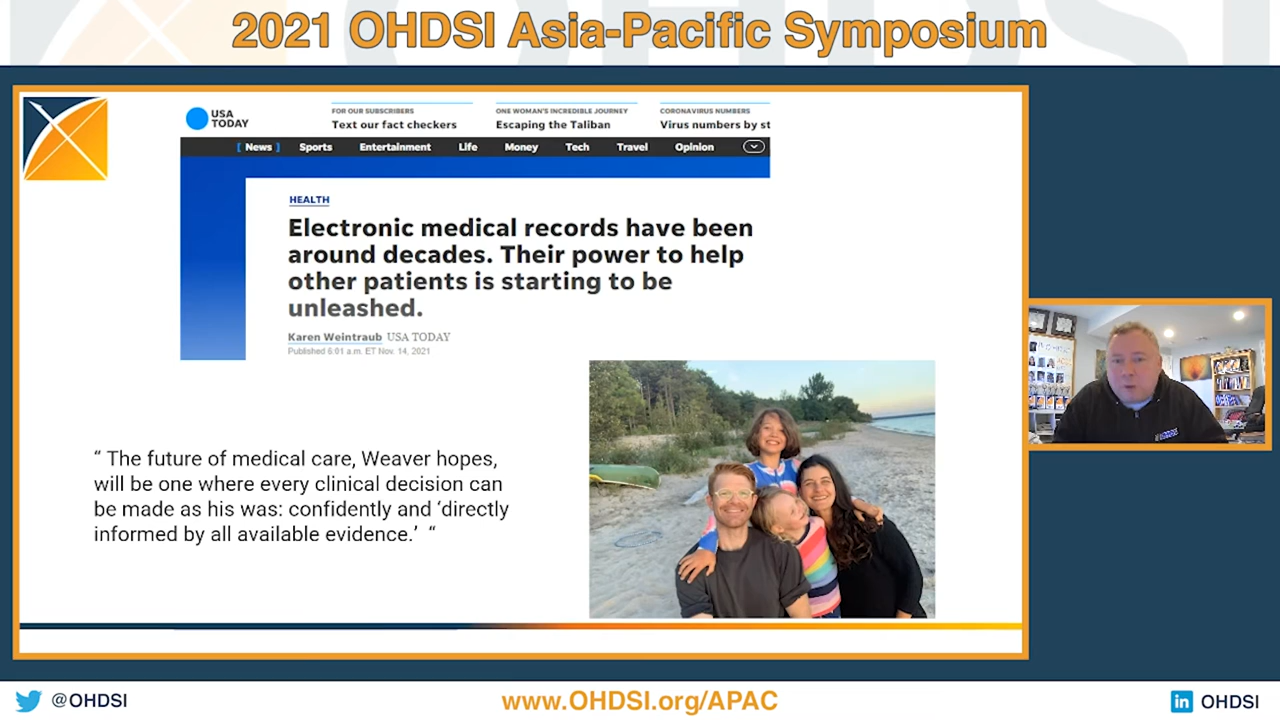 2021 OHDSI Asia-Pacific Symposium
USA
TODAY
FOR OUR SUBSCRIBERS
Text our fact checkers
ONE WOMAN'S INCREDIBLE JOURNEY
Escaping the Taliban
CORONAVIRUS NUMBERS
Virus numbers by st
[ News ] Sports Entertainment Life Money Tech Travel Opinion
HEALTH
Electronic medical records have been
around decades. Their power to help
other patients is starting to be
unleashed.
Karen Weintraub USA TODAY
Published 6:01 a.m. ET Nov. 14, 2021
“ The future of medical care, Weaver hopes,
will be one where every clinical decision can
be made as his was: confidently and ‘directly
informed by all available evidence.’ “
@OHDSI
www.OHDSI.org/APAC
in OHDSI